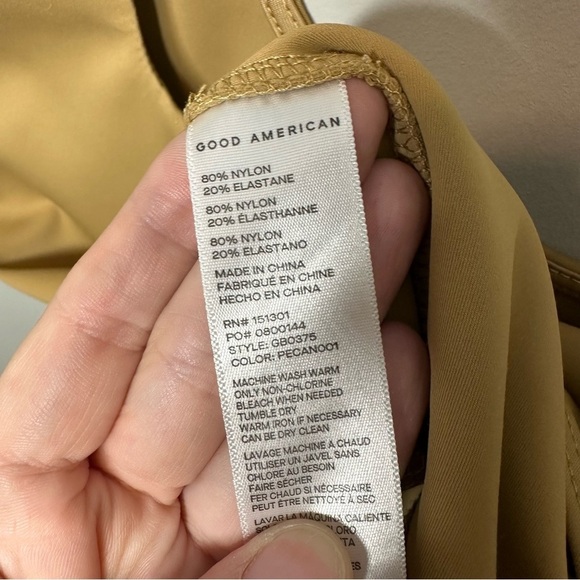 GOOD AMERICAN
80% NYLON
20% ELASTANE
80% NYLON
20% ÉLASTHANNE
80% NYLON
20% ELASTANO
MADE IN CHINA
FABRIQUÉ EN CHINE
HECHO EN CHINA
RN# 151301
PO# 0800144
STYLE: GB0375
COLOR: PECAN001
MACHINE WASH WARM
ONLY NON-CHLORINE
BLEACH WHEN NEEDED
TUMBLE DRY
WARM IRON IF NECESSARY
CAN BE DRY CLEAN
LAVAGE MACHINE A CHAUD
UTILISER UN JAVEL SANS
CHLORE AU BESOIN
FAIRE SÉCHER
FER CHAUD SI NÉCESSAIRE
PEUT ÊTRE NETTOYÉ À SEC
LAVAR LA MÁQUINA CALIENTE